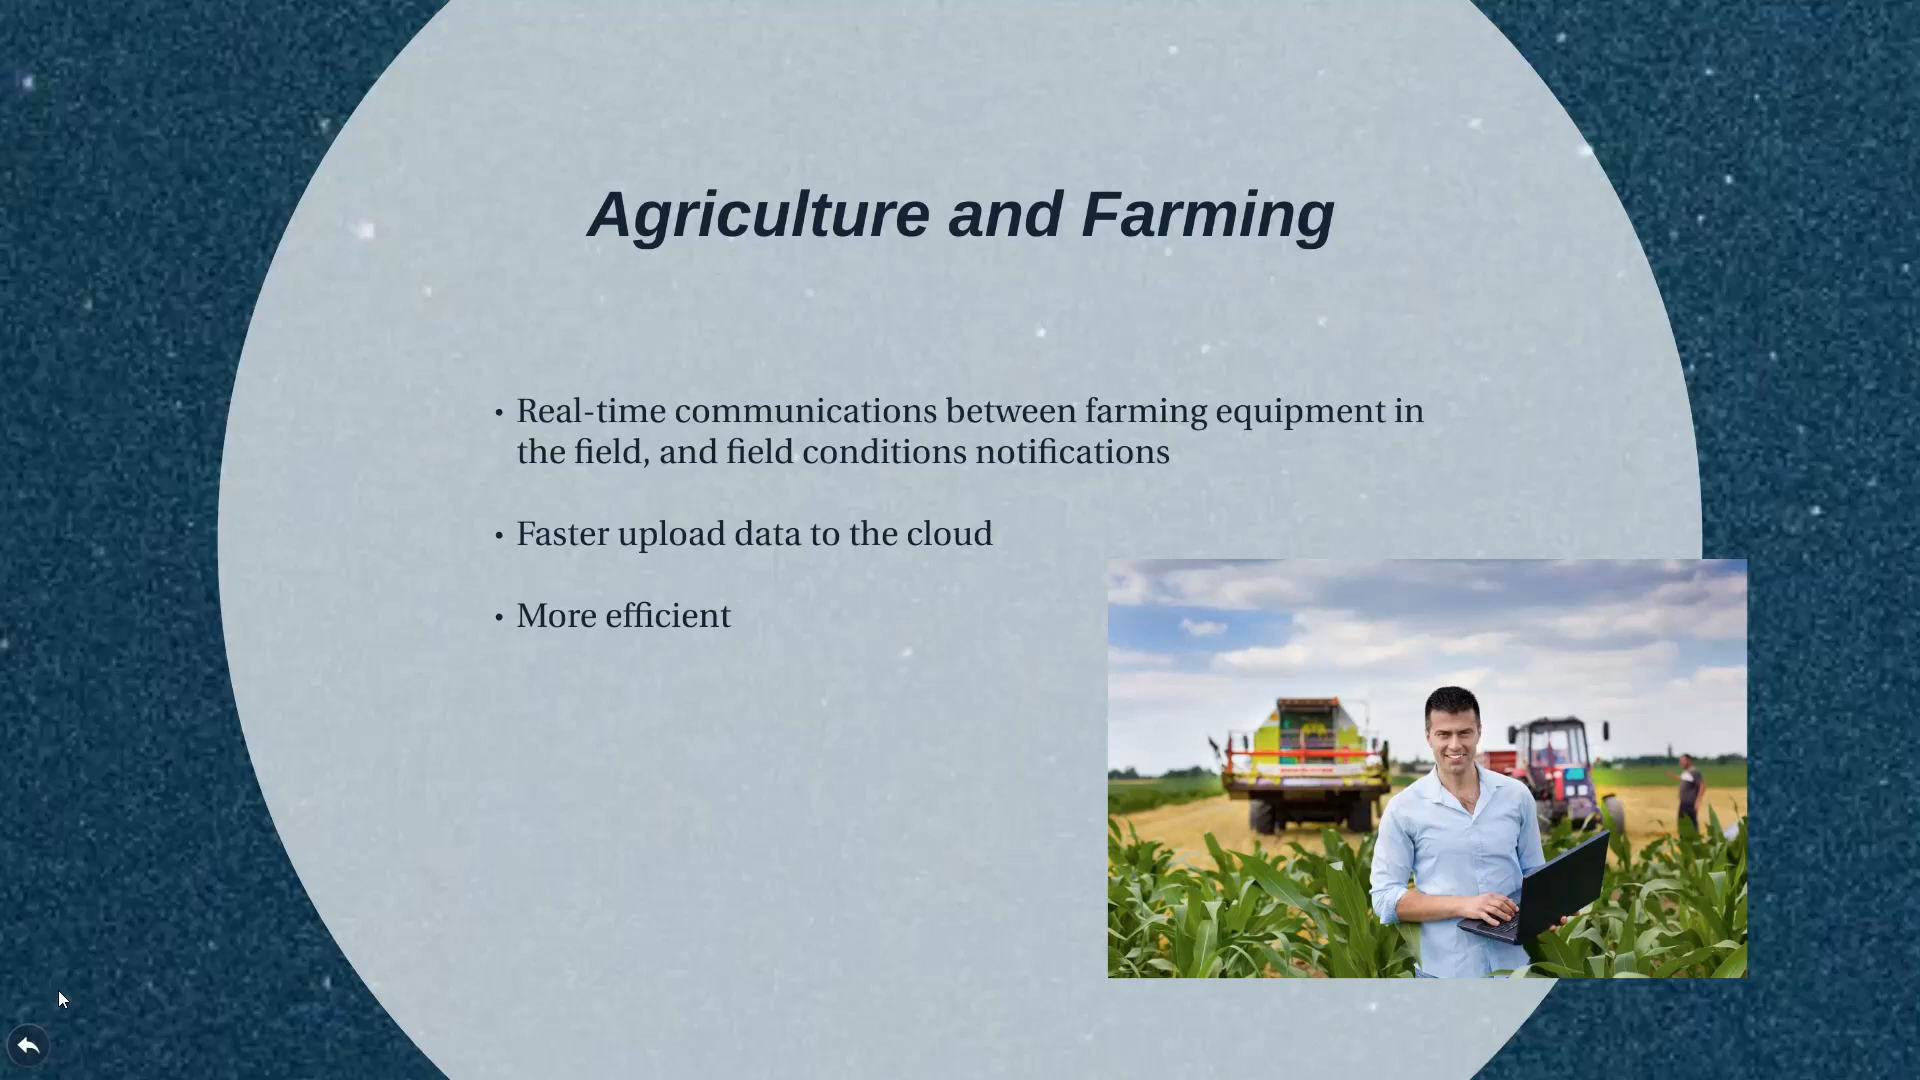 Agriculture and Farming
• Real-time communications between farming equipment in
the field, and field conditions notifications
• Faster upload data to the cloud
• More efficient